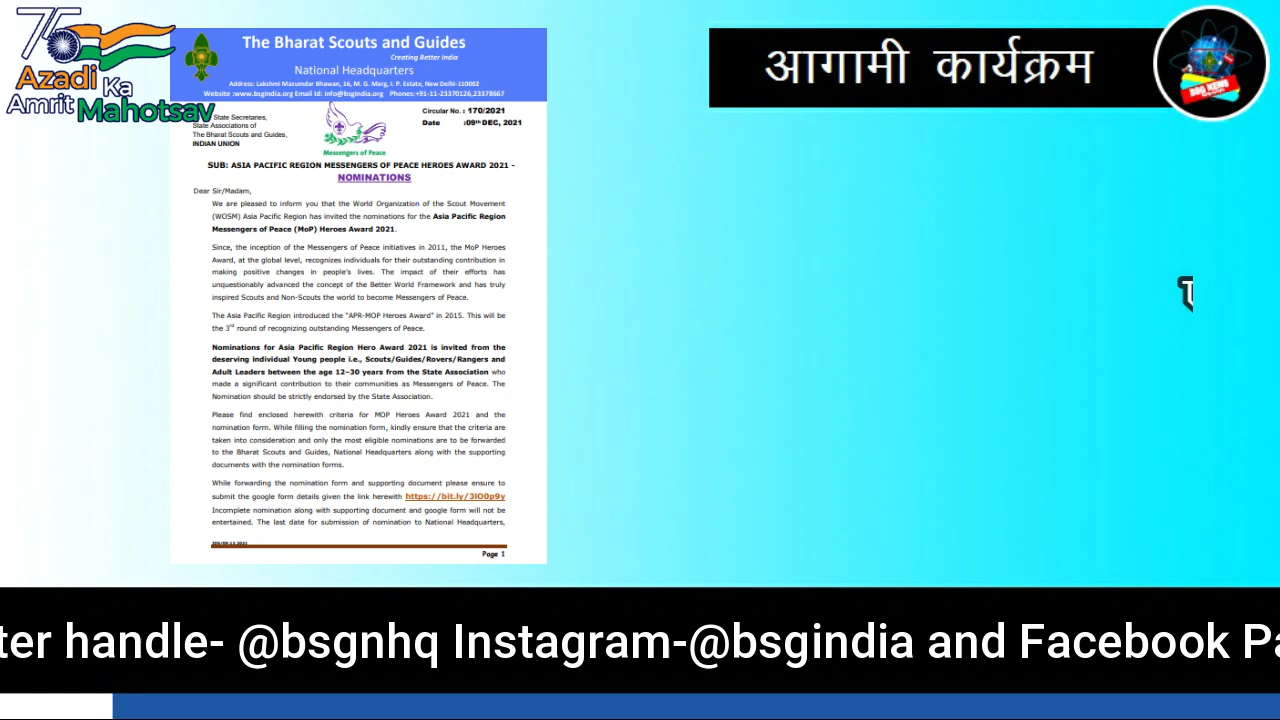 75
Azadi Ka
Amrit Mahotsav
The Bharat Scouts and Guides
Creating Better India
National Headquarters
Address: Lakshmi Mazumdar Bhawan, 16, M. G. Marg, I. P. Estate, New Delhi-110002
Website :www.bsgindia.org Email Id: info@bsgindia.org Phones:+91-11-23370126,23378667
आगामी कार्यक्रम
BSG NEWS
Circular No. : 170/2021
Date :09th DEC, 2021
State Secretaries,
State Associations of
The Bharat Scouts and Guides,
INDIAN UNION
Messengers of Peace
SUB: ASIA PACIFIC REGION MESSENGERS OF PEACE HEROES AWARD 2021 -
NOMINATIONS
Dear Sir/Madam,
We are pleased to inform you that the World Organization of the Scout Movement
(WOSM) Asia Pacific Region has invited the nominations for the Asia Pacific Region
Messengers of Peace (MoP) Heroes Award 2021.
Since, the inception of the Messengers of Peace initiatives in 2011, the MoP Heroes
Award, at the global level, recognizes individuals for their outstanding contribution in
making positive changes in people's lives. The impact of their efforts has
unquestionably advanced the concept of the Better World Framework and has truly
inspired Scouts and Non-Scouts the world to become Messengers of Peace.
The Asia Pacific Region introduced the "APR-MOP Heroes Award" in 2015. This will be
the 3rd round of recognizing outstanding Messengers of Peace.
Nominations for Asia Pacific Region Hero Award 2021 is invited from the
deserving individual Young people i.e., Scouts/Guides/Rovers/Rangers and
Adult Leaders between the age 12–30 years from the State Association who
made a significant contribution to their communities as Messengers of Peace. The
Nomination should be strictly endorsed by the State Association.
Please find enclosed herewith criteria for MOP Heroes Award 2021 and the
nomination form. While filling the nomination form, kindly ensure that the criteria are
taken into consideration and only the most eligible nominations are to be forwarded
to the Bharat Scouts and Guides, National Headquarters along with the supporting
documents with the nomination forms.
While forwarding the nomination form and supporting document please ensure to
submit the google form details given the link herewith https://bit.ly/3IO0p9y
Incomplete nomination along with supporting document and google form will not be
entertained. The last date for submission of nomination to National Headquarters,
Page 1
ter handle- @bsgnhq Instagram-@bsgindia and Facebook Pa